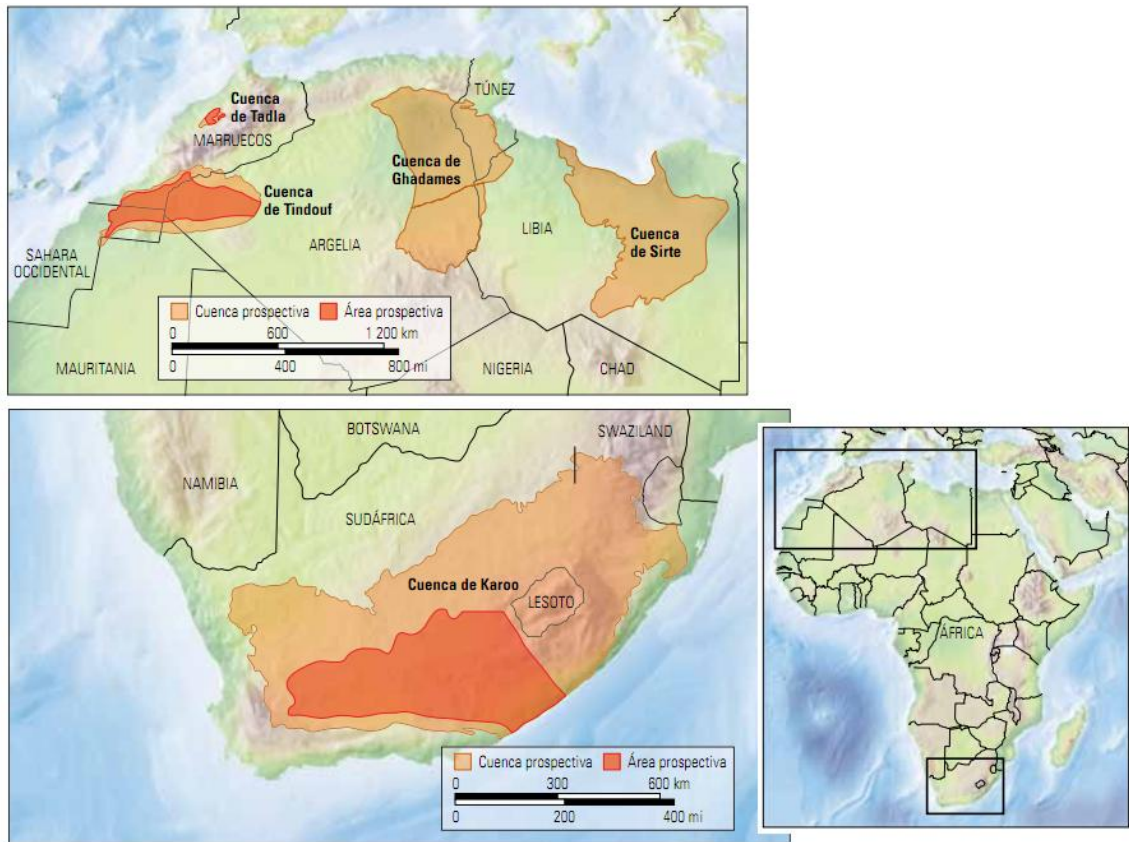 TÚNEZ
Cuenca
de Tadla
MARRUECOS
Cuenca de
Ghadames
Cuenca
de Tindouf
LIBIA
ARGELIA
Cuenca
de Sirte
SAHARA
OCCIDENTAL
Cuenca prospectiva
Área prospectiva
0 600 1 200 km
0 400 800 mi
MAURITANIA
NIGERIA
CHAD
BOTSWANA
SWAZILAND
NAMIBIA
SUDÁFRICA
Cuenca de Karoo
LESOTO
Cuenca prospectiva
Área prospectiva
0 300 600 km
0 200 400 mi
ÁFRICA